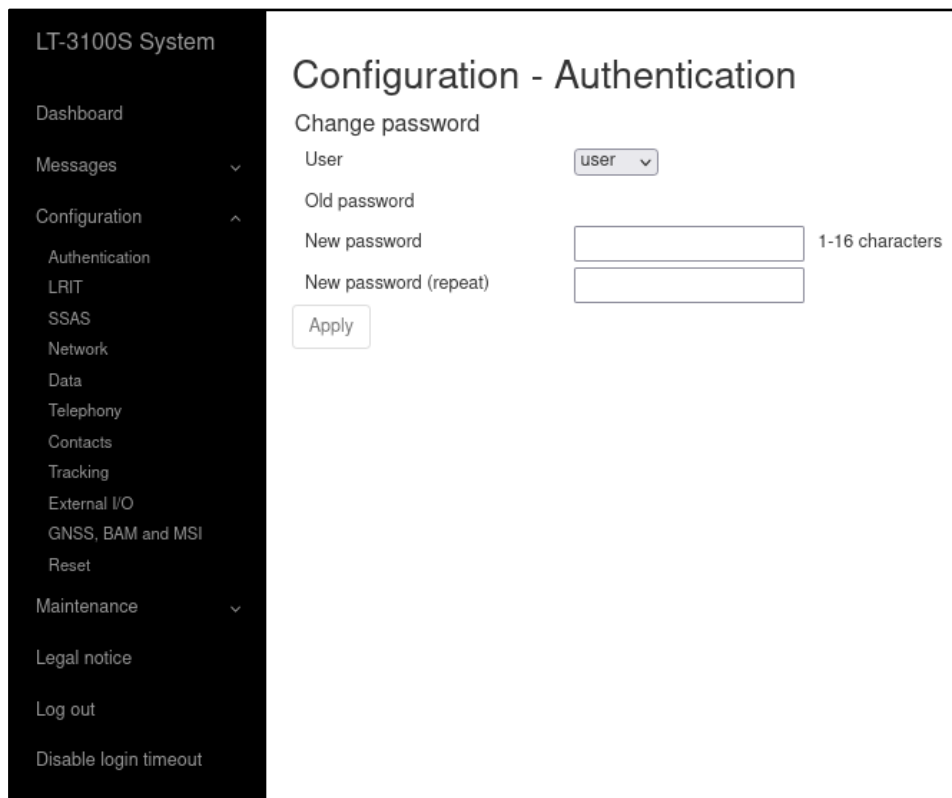 LT-3100S System
Dashboard
Messages
Configuration
Authentication
LRIT
SSAS
Network
Data
Telephony
Contacts
Tracking
External I/O
GNSS, BAM and MSI
Reset
Maintenance
Legal notice
Log out
Disable login timeout
Configuration - Authentication
Change password
User user
Old password
New password 1-16 characters
New password (repeat)
Apply